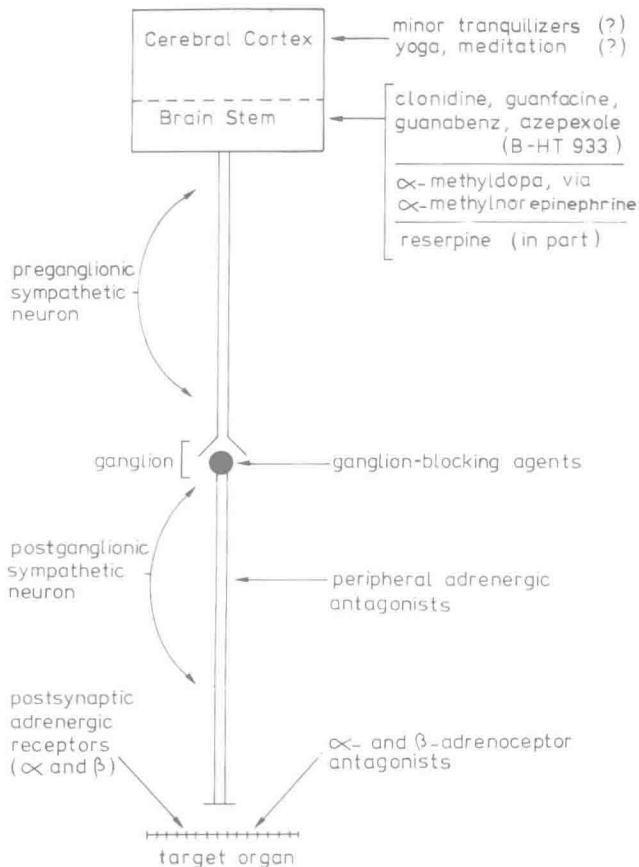 Cerebral Cortex
minor tranquilizers (?)
yoga, meditation (?)
Brain Stem
clonidine, guanfacine,
guanabenz, azepexole
(B-HT 933)
α-methyldopa, via
α-methylnorepinephrine
reserpine (in part)
preganglionic
sympathetic
neuron
ganglion
ganglion-blocking agents
postganglionic
sympathetic
neuron
peripheral adrenergic
antagonists
postsynaptic
adrenergic
receptors
(α and β)
α- and β-adrenoceptor
antagonists
target organ